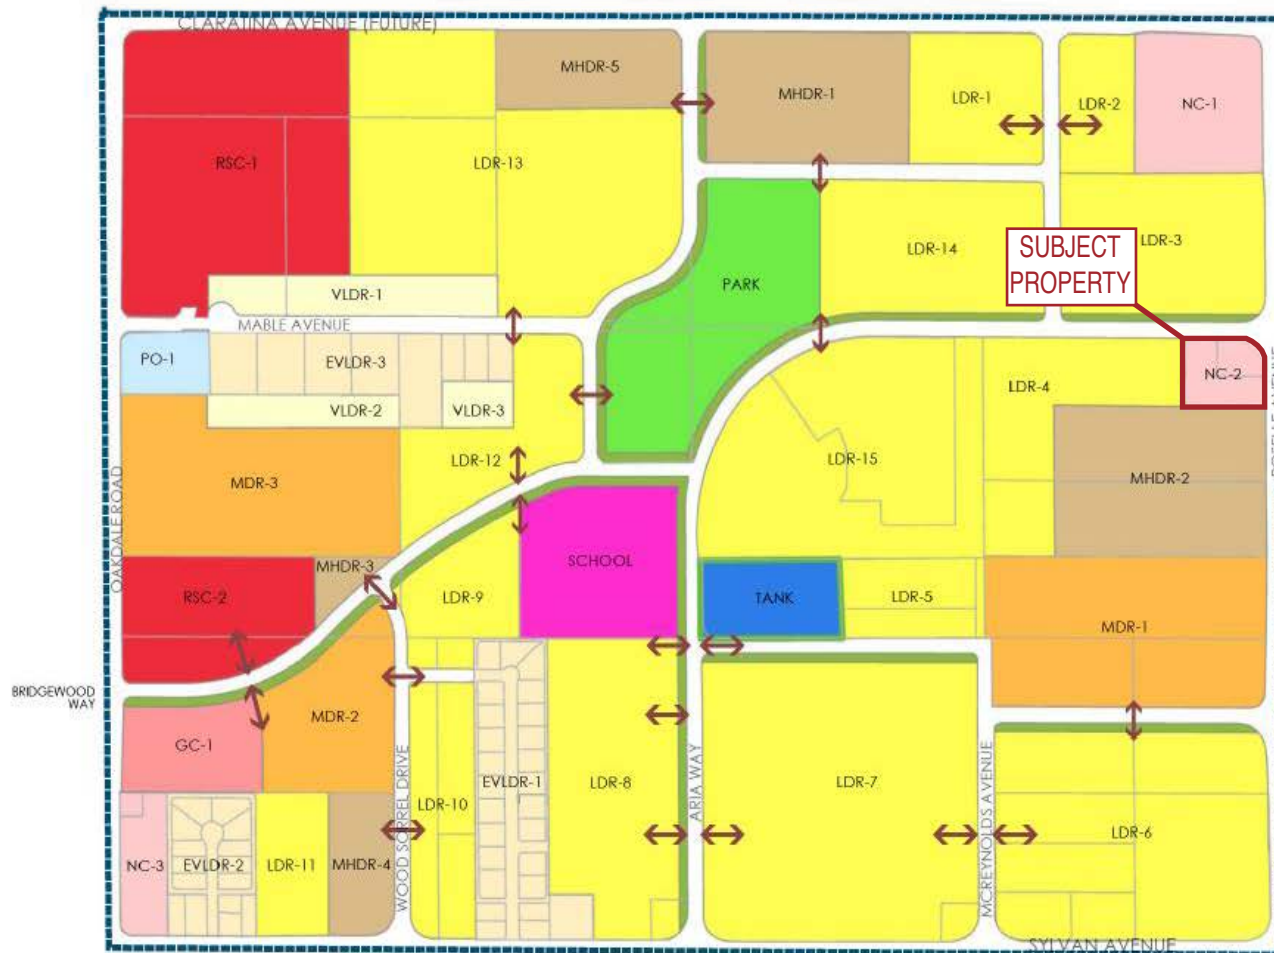 CLARATINA AVENUE (FUTURE)
MHDR-5
MHDR-1
LDR-1
LDR-2
NC-1
RSC-1
LDR-13
LDR-14
SUBJECT
PROPERTY
LDR-3
PARK
VLDR-1
MABLE AVENUE
PO-1
EVLDR-3
VLDR-2
VLDR-3
LDR-4
NC-2
LDR-12
LDR-15
MHDR-2
MDR-3
OAKDALE ROAD
SCHOOL
MHDR-3
RSC-2
LDR-9
TANK
LDR-5
MDR-1
BRIDGEWOOD
WAY
MDR-2
GC-1
WOOD SORREL DRIVE
LDR-10
EVLDR-1
LDR-8
ARIA WAY
LDR-7
MCREYNOLDS AVENUE
LDR-6
NC-3
EVLDR-2
LDR-11
MHDR-4
SYLVAN AVENUE